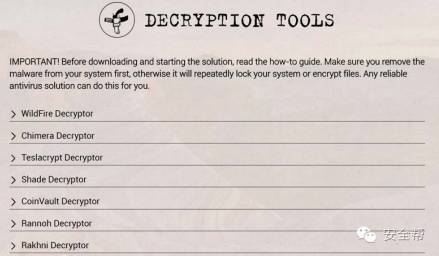 DECRYPTION TOOLS
IMPORTANT! Before downloading and starting the solution, read the how-to guide. Make sure you remove the
malware from your system first, otherwise it will repeatedly lock your system or encrypt files. Any reliable
antivirus solution can do this for you.
WildFire Decryptor
Chimera Decryptor
Teslacrypt Decryptor
Shade Decryptor
CoinVault Decryptor
Rannoh Decryptor
Rakhni Decryptor
安全帮